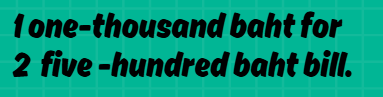 1 one-thousand baht for
2 five -hundred baht bill.